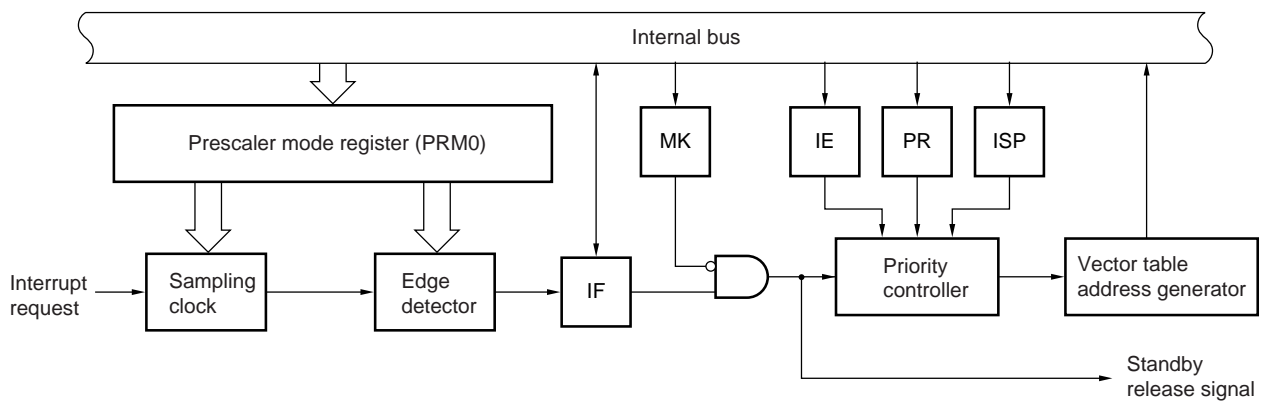 Internal bus
Prescaler mode register (PRM0)
MK
IE
PR
ISP
Interrupt
request
Sampling
clock
Edge
detector
IF
Priority
controller
Vector table
address generator
Standby
release signal